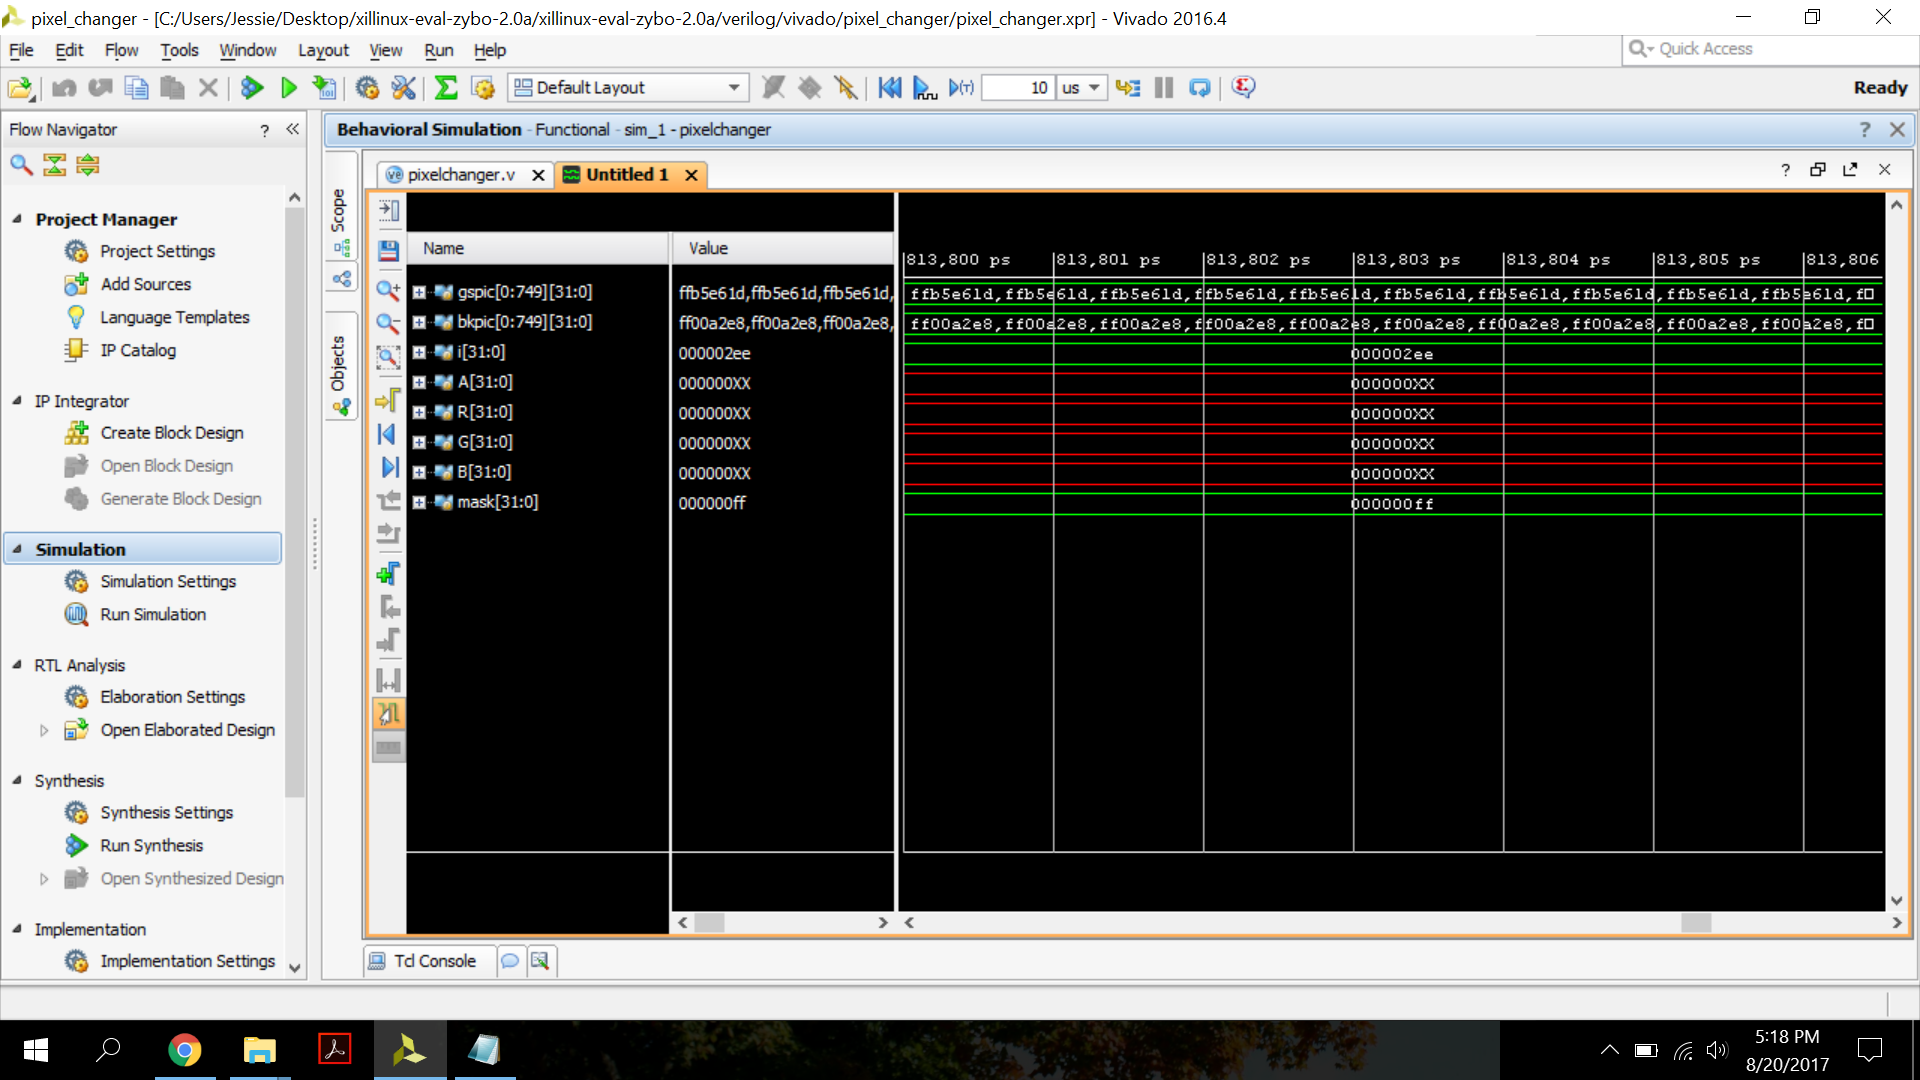 pixel_changer - [C:/Users/Jessie/Desktop/xillinux-eval-zybo-2.0a/xillinux-eval-zybo-2.0a/verilog/vivado/pixel_changer/pixel_changer.xpr] - Vivado 2016.4
File Edit Flow Tools Window Layout View Run Help
Quick Access
Default Layout
10 us
Ready
Flow Navigator
Project Manager
Project Settings
Add Sources
Language Templates
IP Catalog
IP Integrator
Create Block Design
Open Block Design
Generate Block Design
Simulation
Simulation Settings
Run Simulation
RTL Analysis
Elaboration Settings
Open Elaborated Design
Synthesis
Synthesis Settings
Run Synthesis
Open Synthesized Design
Implementation
Implementation Settings
Behavioral Simulation - Functional - sim_1 - pixelchanger
Scope
Objects
pixelchanger.v
Untitled 1
Name Value
813,800 ps 813,801 ps 813,802 ps 813,803 ps 813,804 ps 813,805 ps 813,806
gspic[0:749][31:0] ffb5e61d,ffb5e61d,ffb5e61d, ffb5e61d,ffb5e61d,ffb5e61d,ffb5e61d,ffb5e61d,ffb5e61d,ffb5e61d,ffb5e61d,ffb5e61d,ffb5e61d,f
bkpic[0:749][31:0] ff00a2e8,ff00a2e8,ff00a2e8, ff00a2e8,ff00a2e8,ff00a2e8,ff00a2e8,ff00a2e8,ff00a2e8,ff00a2e8,ff00a2e8,ff00a2e8,ff00a2e8,f
i[31:0] 000002ee 000002ee
A[31:0] 000000XX 000000XX
R[31:0] 000000XX 000000XX
G[31:0] 000000XX 000000XX
B[31:0] 000000XX 000000XX
mask[31:0] 000000ff 000000ff
Tcl Console
5:18 PM
8/20/2017